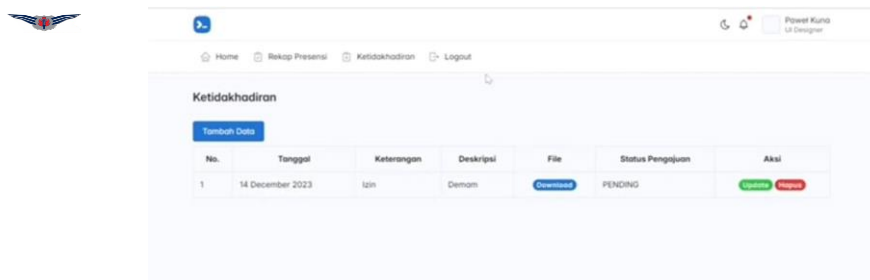 Paweł Kuna
UI Designer
Home Rekap Presensi Ketidakhadiran Logout
Ketidakhadiran
Tambah Data
No. Tanggal Keterangan Deskripsi File Status Pengajuan Aksi
1 14 December 2023 Izin Demam Download PENDING Update Hapus